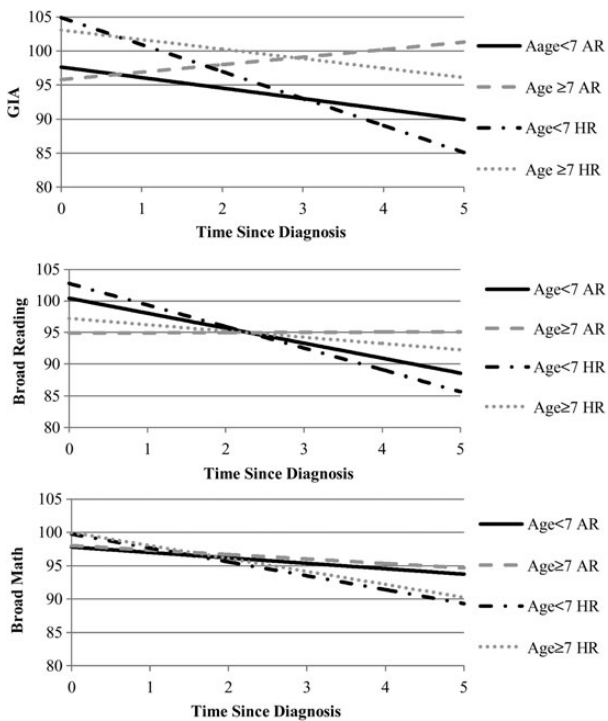 105
100
95
90
85
80
GIA
0 1 2 3 4 5
Time Since Diagnosis
Aage<7 AR
Age ≥7 AR
Age<7 HR
Age ≥7 HR
105
100
95
90
85
80
Broad Reading
0 1 2 3 4 5
Time Since Diagnosis
Age<7 AR
Age≥7 AR
Age<7 HR
Age≥7 HR
105
100
95
90
85
80
Broad Math
0 1 2 3 4 5
Time Since Diagnosis
Age<7 AR
Age≥7 AR
Age<7 HR
Age≥7 HR